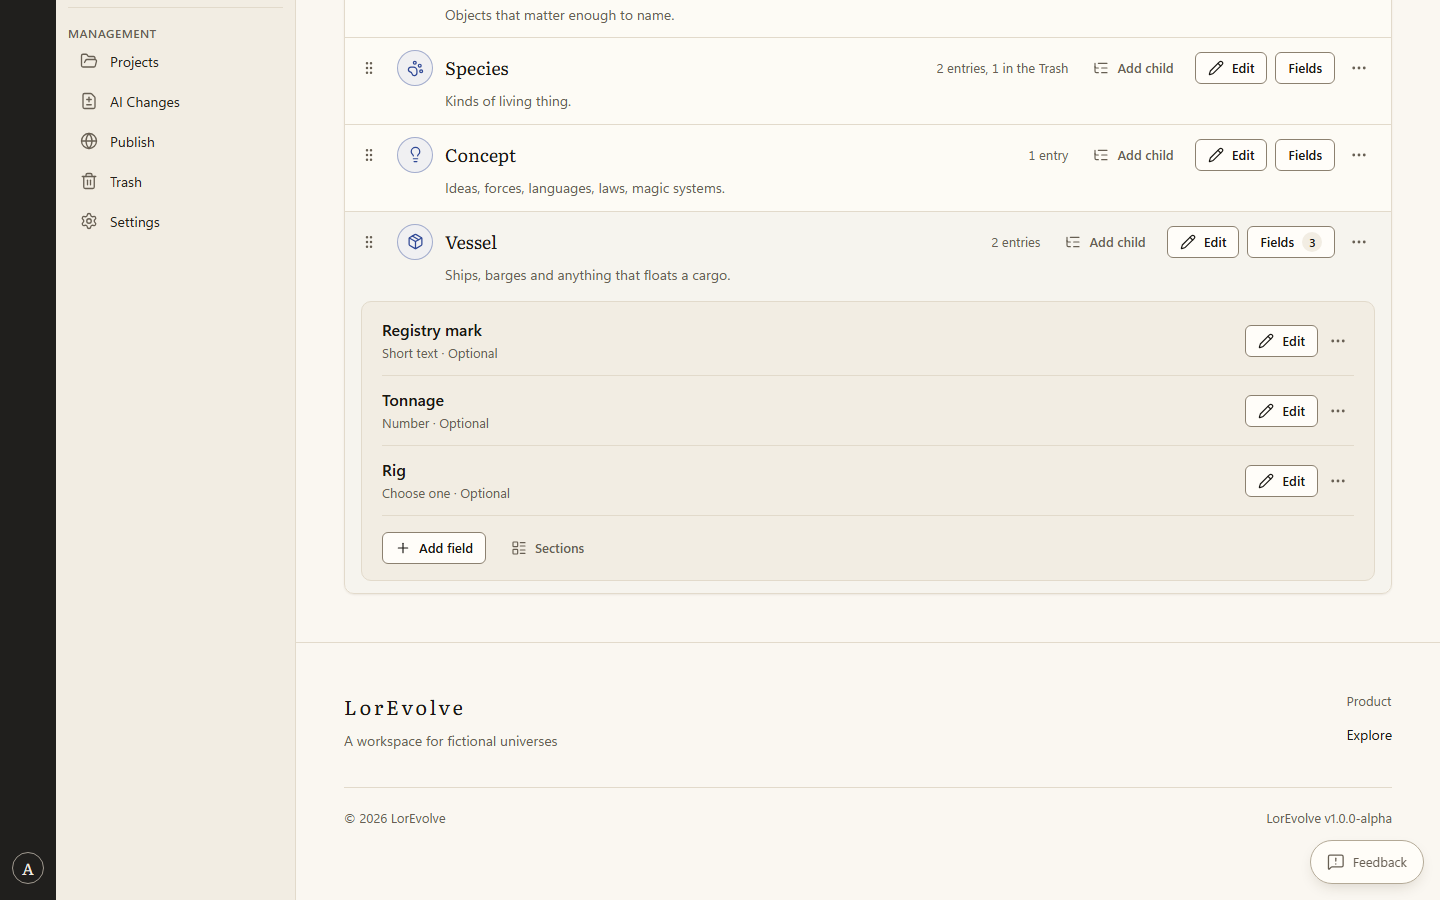 Objects that matter enough to name.
MANAGEMENT
Projects
AI Changes
Publish
Trash
Settings
Species
2 entries, 1 in the Trash
Add child
Edit
Fields
Kinds of living thing.
Concept
1 entry
Add child
Edit
Fields
Ideas, forces, languages, laws, magic systems.
Vessel
2 entries
Add child
Edit
Fields 3
Ships, barges and anything that floats a cargo.
Registry mark
Short text · Optional
Edit
Tonnage
Number · Optional
Edit
Rig
Choose one · Optional
Edit
Add field
Sections
LorEvolve
A workspace for fictional universes
Product
Explore
© 2026 LorEvolve
LorEvolve v1.0.0-alpha
A
Feedback